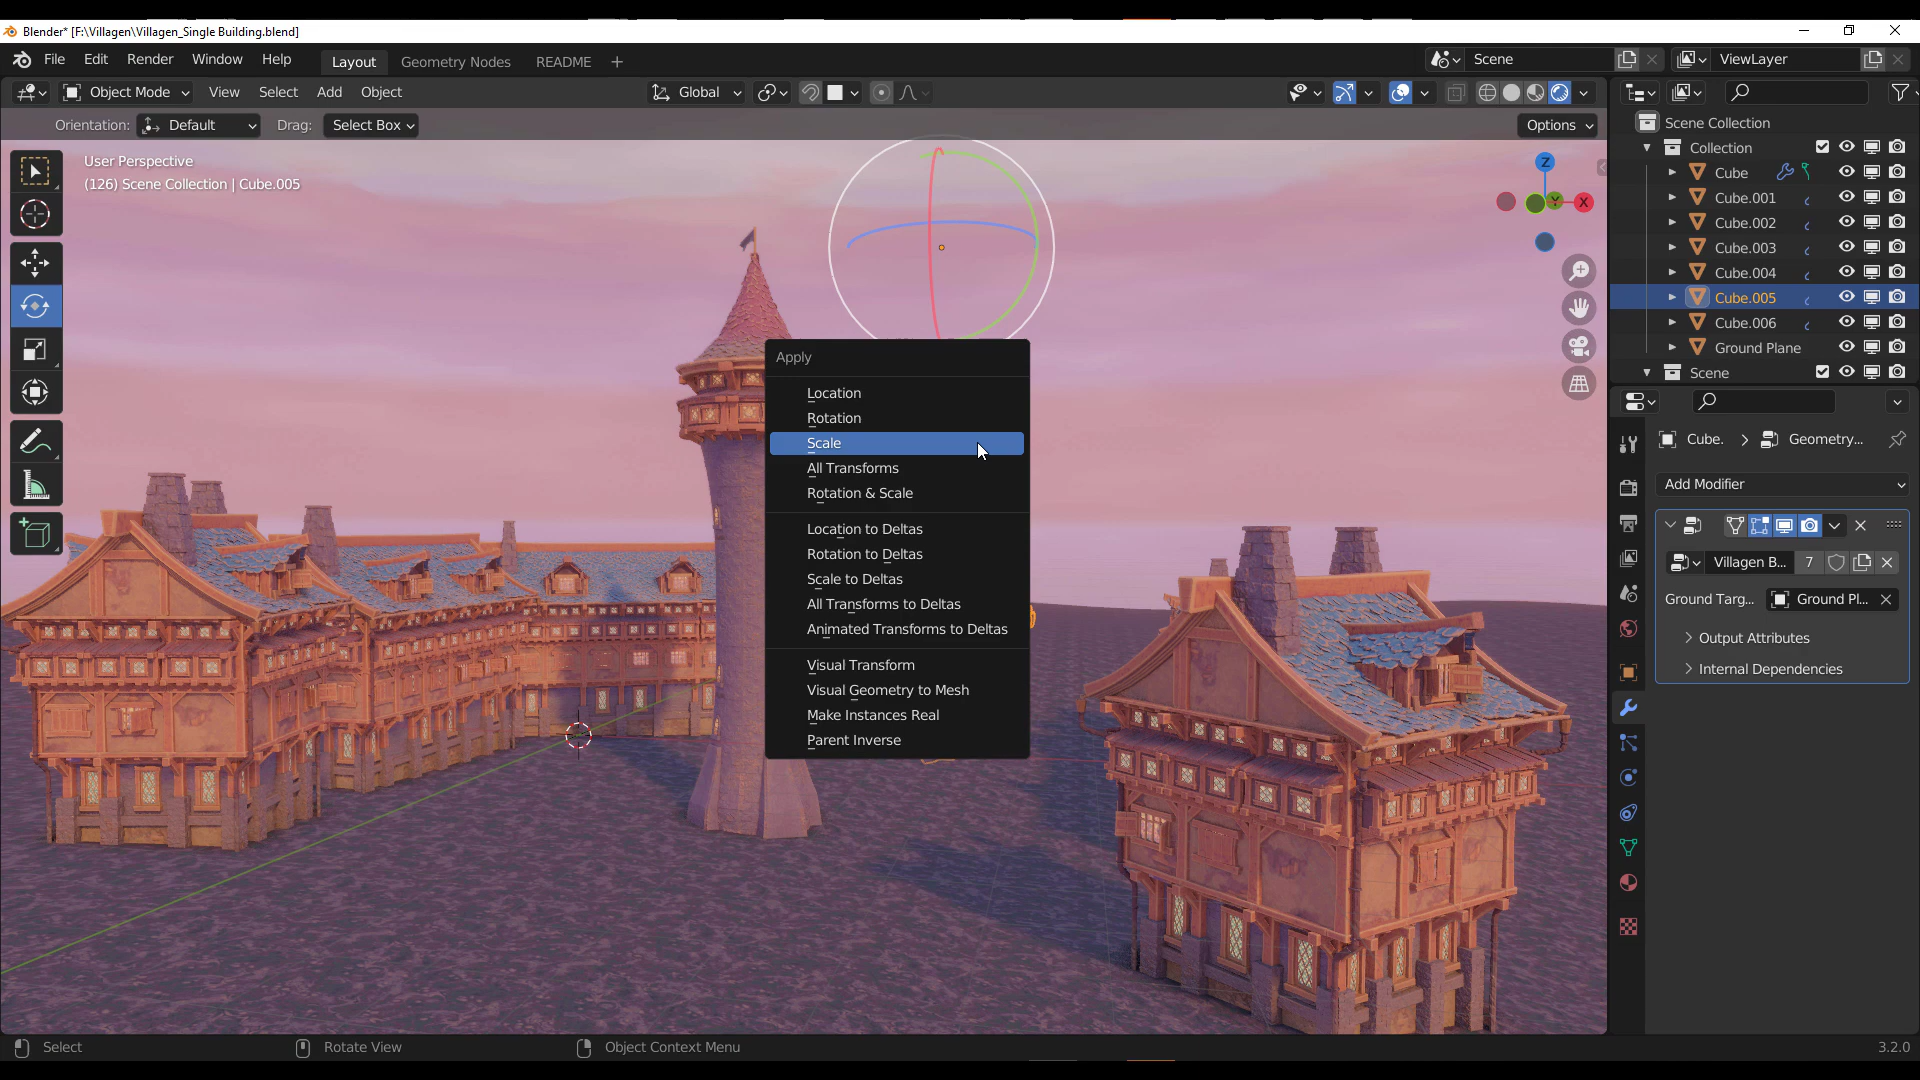 Blender* [F:\Villagen\Villagen_Single Building.blend]
File Edit Render Window Help Layout Geometry Nodes README + Scene ViewLayer
Object Mode View Select Add Object Global
Orientation: Default Drag: Select Box Options
User Perspective
(126) Scene Collection | Cube.005
Z
Y X
Scene Collection
Collection
Cube
Cube.001
Cube.002
Cube.003
Cube.004
Cube.005
Cube.006
Ground Plane
Scene
Apply
Location
Rotation
Scale
All Transforms
Rotation & Scale
Location to Deltas
Rotation to Deltas
Scale to Deltas
All Transforms to Deltas
Animated Transforms to Deltas
Visual Transform
Visual Geometry to Mesh
Make Instances Real
Parent Inverse
Cube. Geometry...
Add Modifier
Villagen B... 7
Ground Targ... Ground Pl...
Output Attributes
Internal Dependencies
Select Rotate View Object Context Menu 3.2.0